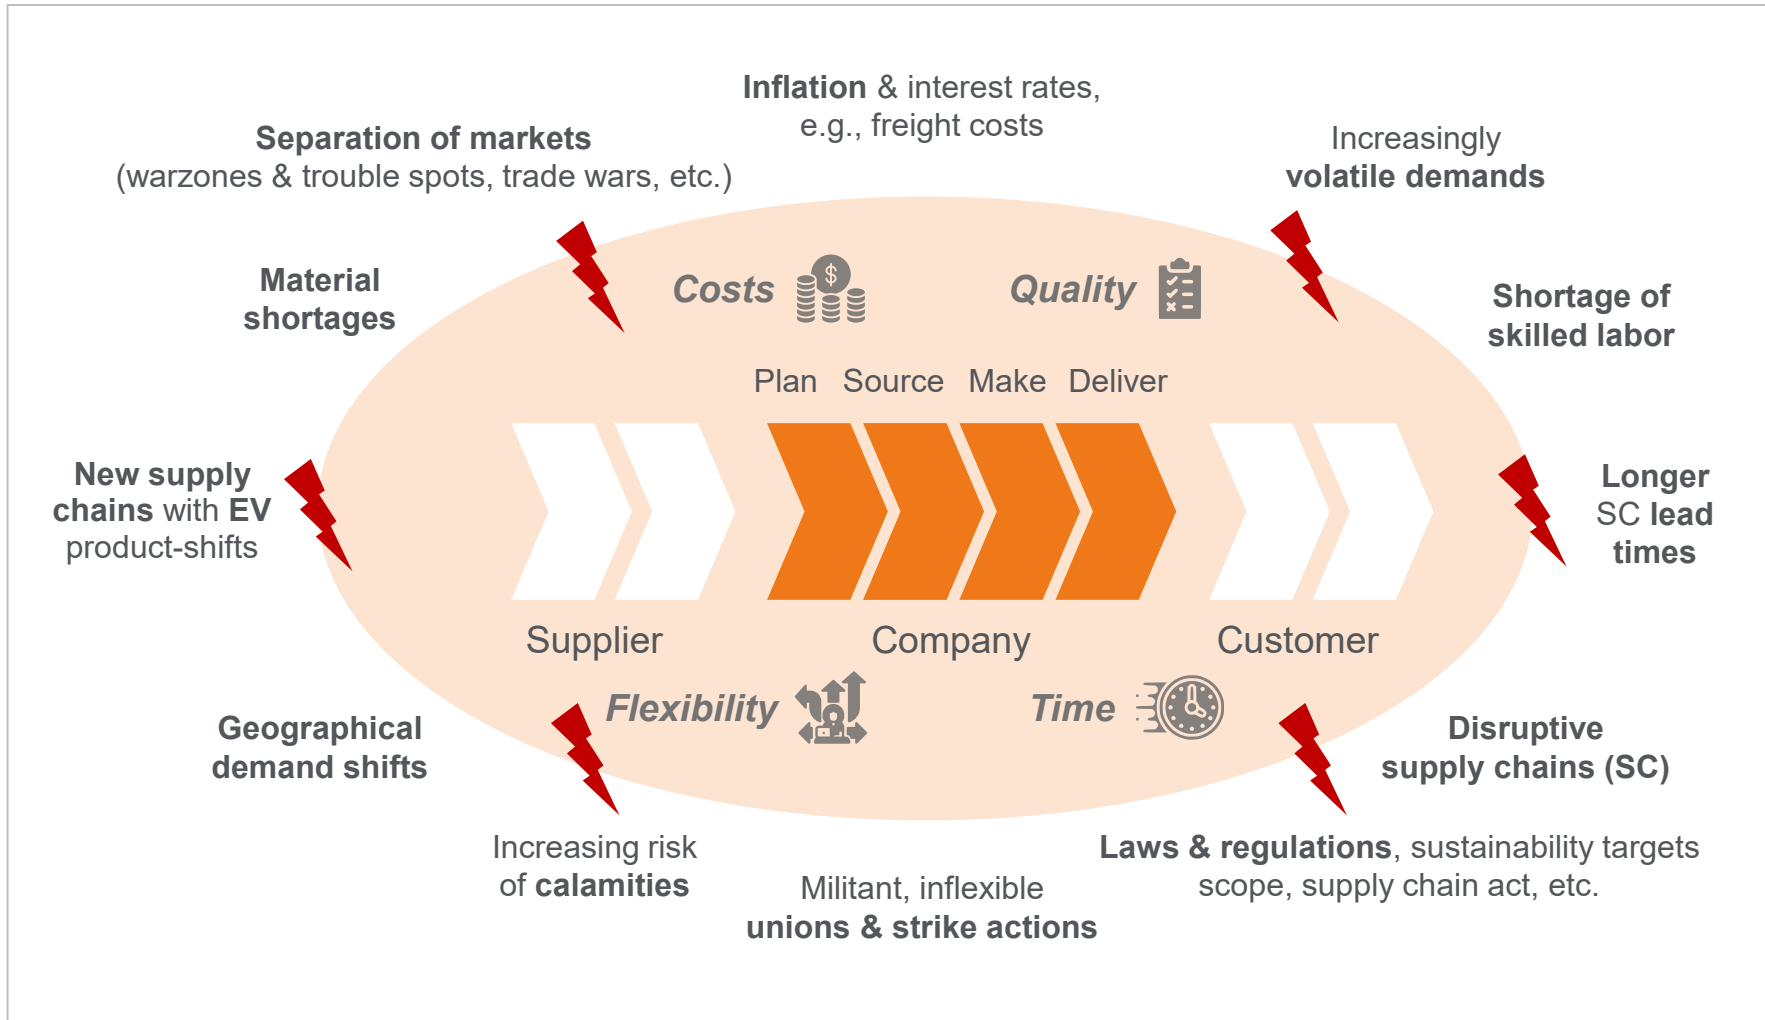 Inflation & interest rates,
e.g., freight costs
Separation of markets
(warzones & trouble spots, trade wars, etc.)
Increasingly
volatile demands
Material
shortages
Costs
$
Quality
Shortage of
skilled labor
Plan Source Make Deliver
New supply
chains with EV
product-shifts
Longer
SC lead
times
Supplier
Company
Customer
Flexibility
Time
Geographical
demand shifts
Disruptive
supply chains (SC)
Increasing risk
of calamities
Militant, inflexible
unions & strike actions
Laws & regulations, sustainability targets
scope, supply chain act, etc.